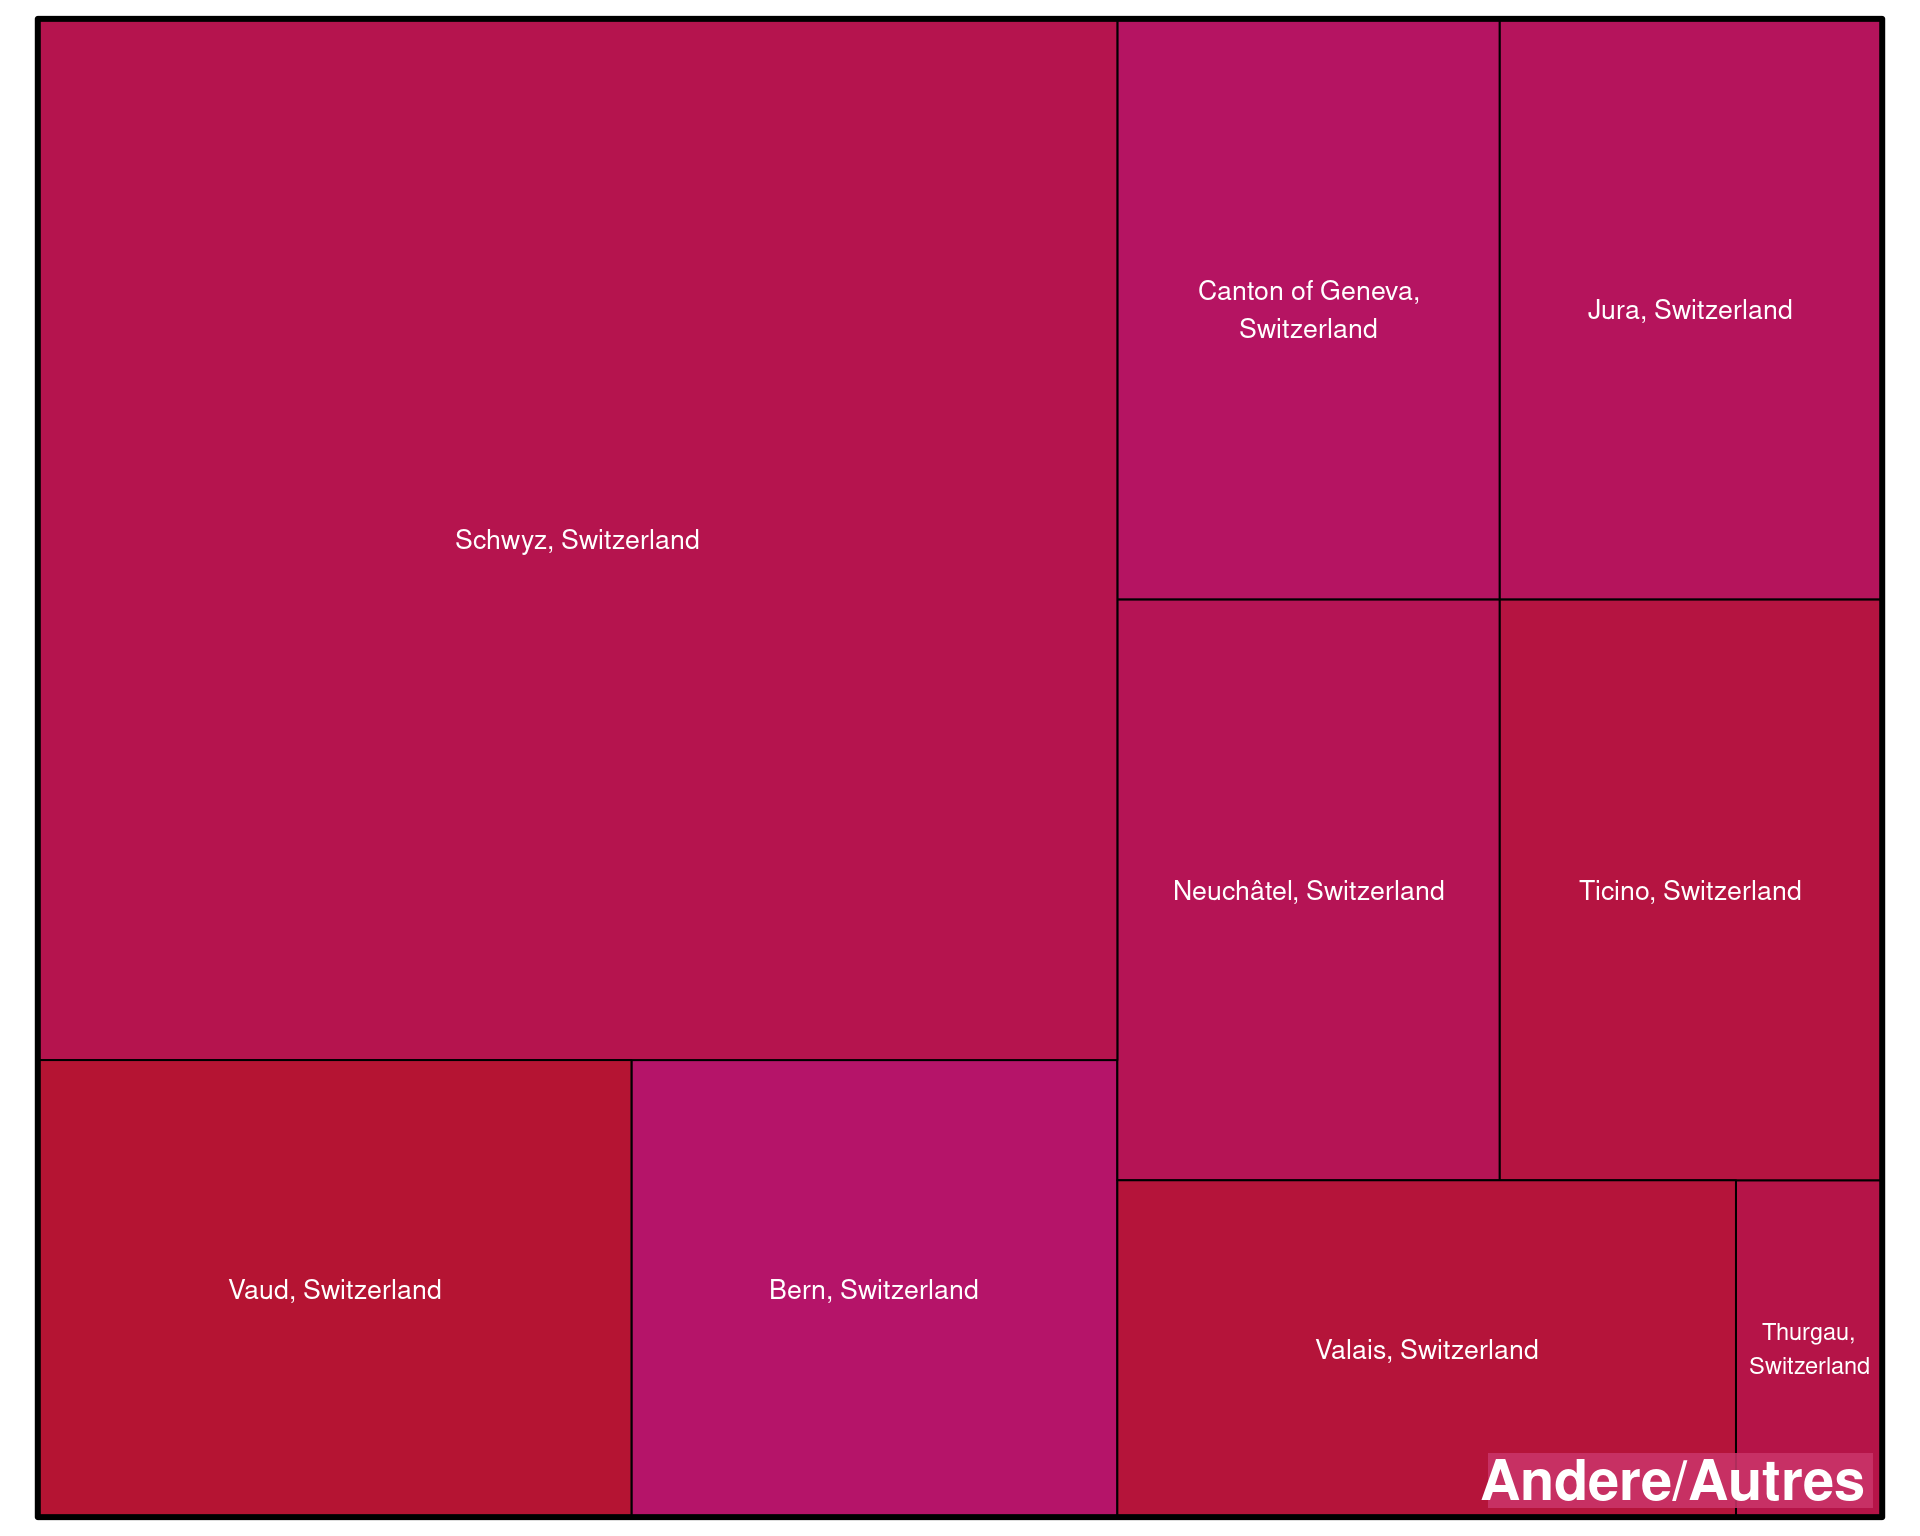 Schwyz, Switzerland
Canton of Geneva,
Switzerland
Jura, Switzerland
Neuchâtel, Switzerland
Ticino, Switzerland
Vaud, Switzerland
Bern, Switzerland
Valais, Switzerland
Thurgau,
Switzerland
Andere/Autres